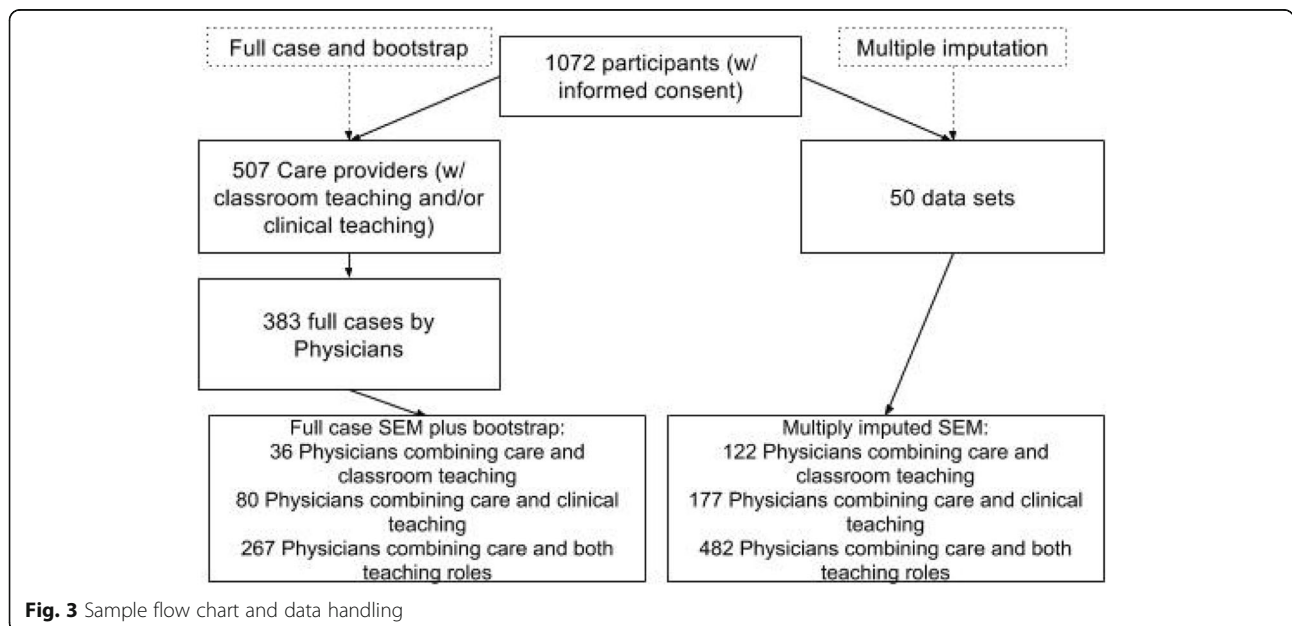 Full case and bootstrap
Multiple imputation
1072 participants (w/
informed consent)
507 Care providers (w/
classroom teaching and/or
clinical teaching)
50 data sets
383 full cases by
Physicians
Full case SEM plus bootstrap:
36 Physicians combining care and
classroom teaching
80 Physicians combining care and clinical
teaching
267 Physicians combining care and both
teaching roles
Multiply imputed SEM:
122 Physicians combining care and
classroom teaching
177 Physicians combining care and clinical
teaching
482 Physicians combining care and both
teaching roles
Fig. 3 Sample flow chart and data handling